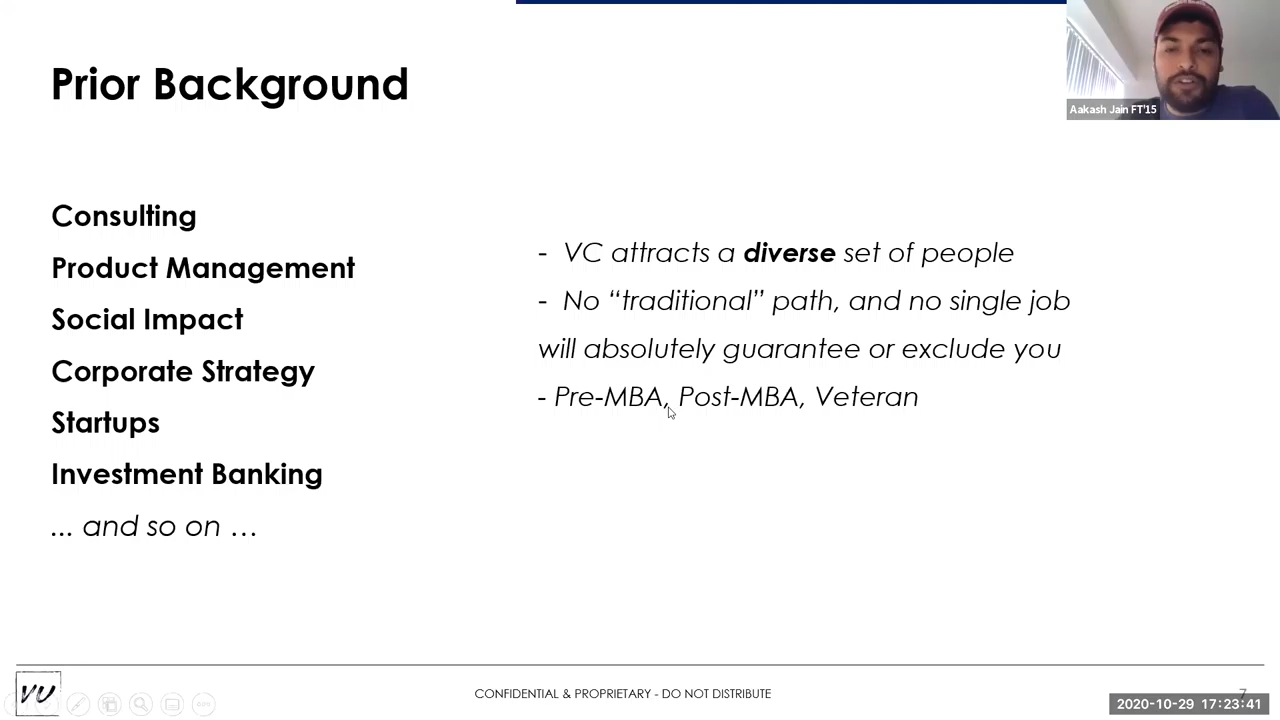 Prior Background
Aakash Jain FT'15
Consulting
Product Management
Social Impact
Corporate Strategy
Startups
Investment Banking
... and so on …
- VC attracts a diverse set of people
- No “traditional” path, and no single job
will absolutely guarantee or exclude you
- Pre-MBA, Post-MBA, Veteran
VU
CONFIDENTIAL & PROPRIETARY - DO NOT DISTRIBUTE
7
2020-10-29 17:23:41